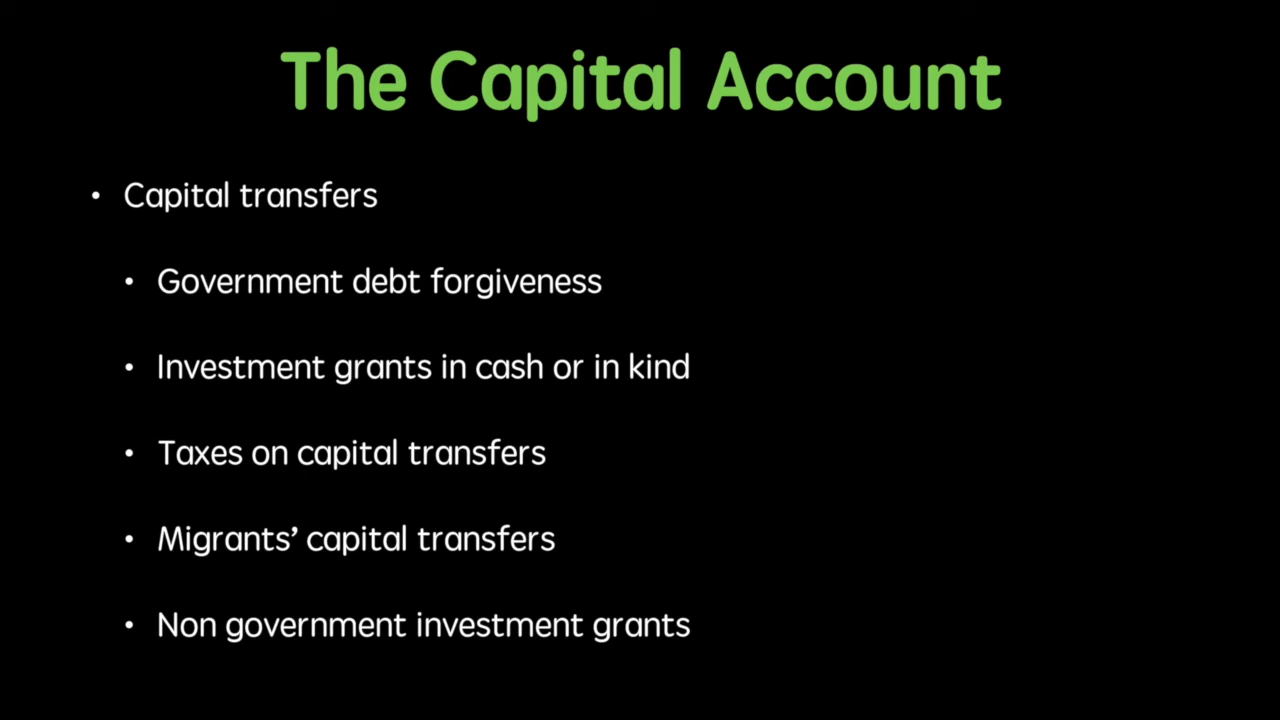 The Capital Account
• Capital transfers
• Government debt forgiveness
• Investment grants in cash or in kind
• Taxes on capital transfers
• Migrants’ capital transfers
• Non government investment grants